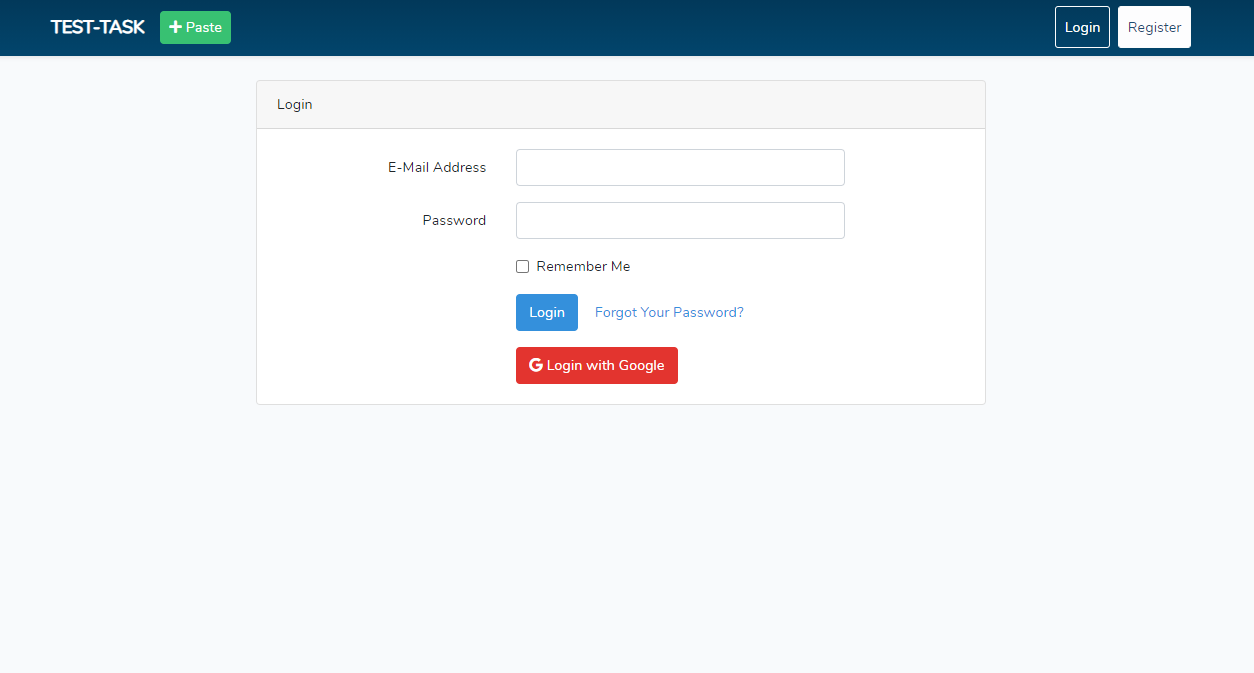 TEST-TASK Paste Login Register
Login
E-Mail Address
Password
Remember Me
Login Forgot Your Password?
Login with Google